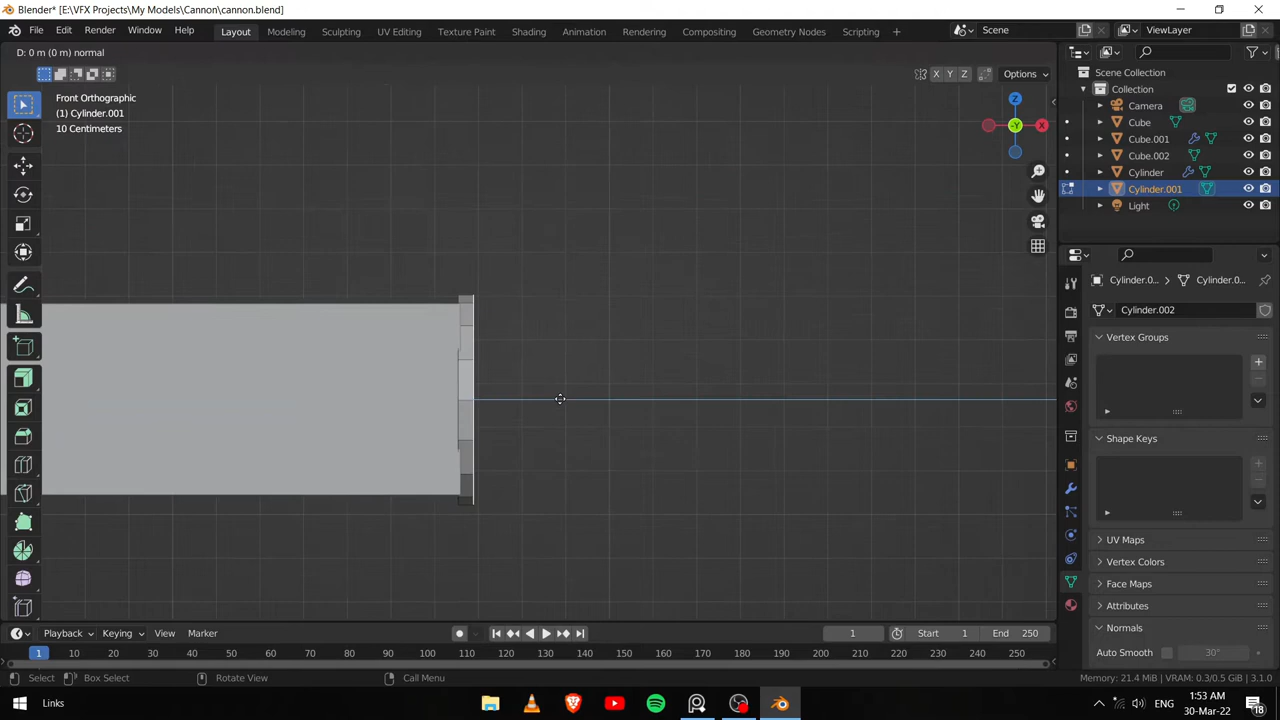 Blender* [E:\VFX Projects\My Models\Cannon\cannon.blend]
File Edit Render Window Help Layout Modeling Sculpting UV Editing Texture Paint Shading Animation Rendering Compositing Geometry Nodes Scripting + Scene ViewLayer
D: 0 m (0 m) normal
X Y Z Options
Front Orthographic
(1) Cylinder.001
10 Centimeters
Z
-Y X
Scene Collection
Collection
Camera
Cube
Cube.001
Cube.002
Cylinder
Cylinder.001
Light
Cylinder.0... Cylinder.0...
Cylinder.002
Vertex Groups
Shape Keys
UV Maps
Vertex Colors
Face Maps
Attributes
Normals
Auto Smooth 30°
Playback Keying View Marker 1 Start 1 End 250
1 10 20 30 40 50 60 70 80 90 100 110 120 130 140 150 160 170 180 190 200 210 220 230 240 250
Select Box Select Rotate View Call Menu Memory: 21.4 MiB | VRAM: 0.3/0.5 GiB | 3.1.0
Links ENG 1:53 AM
30-Mar-22 18